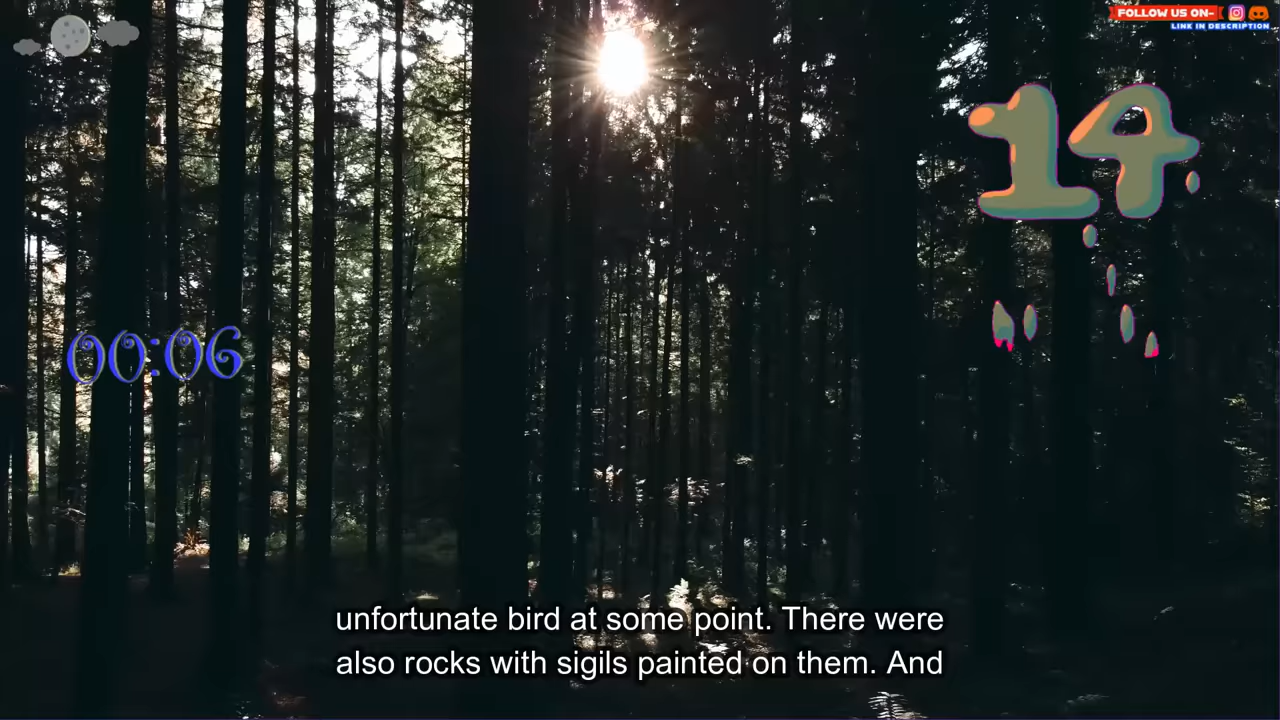 FOLLOW US ON-
LINK IN DESCRIPTION
14
00:06
unfortunate bird at some point. There were
also rocks with sigils painted on them. And